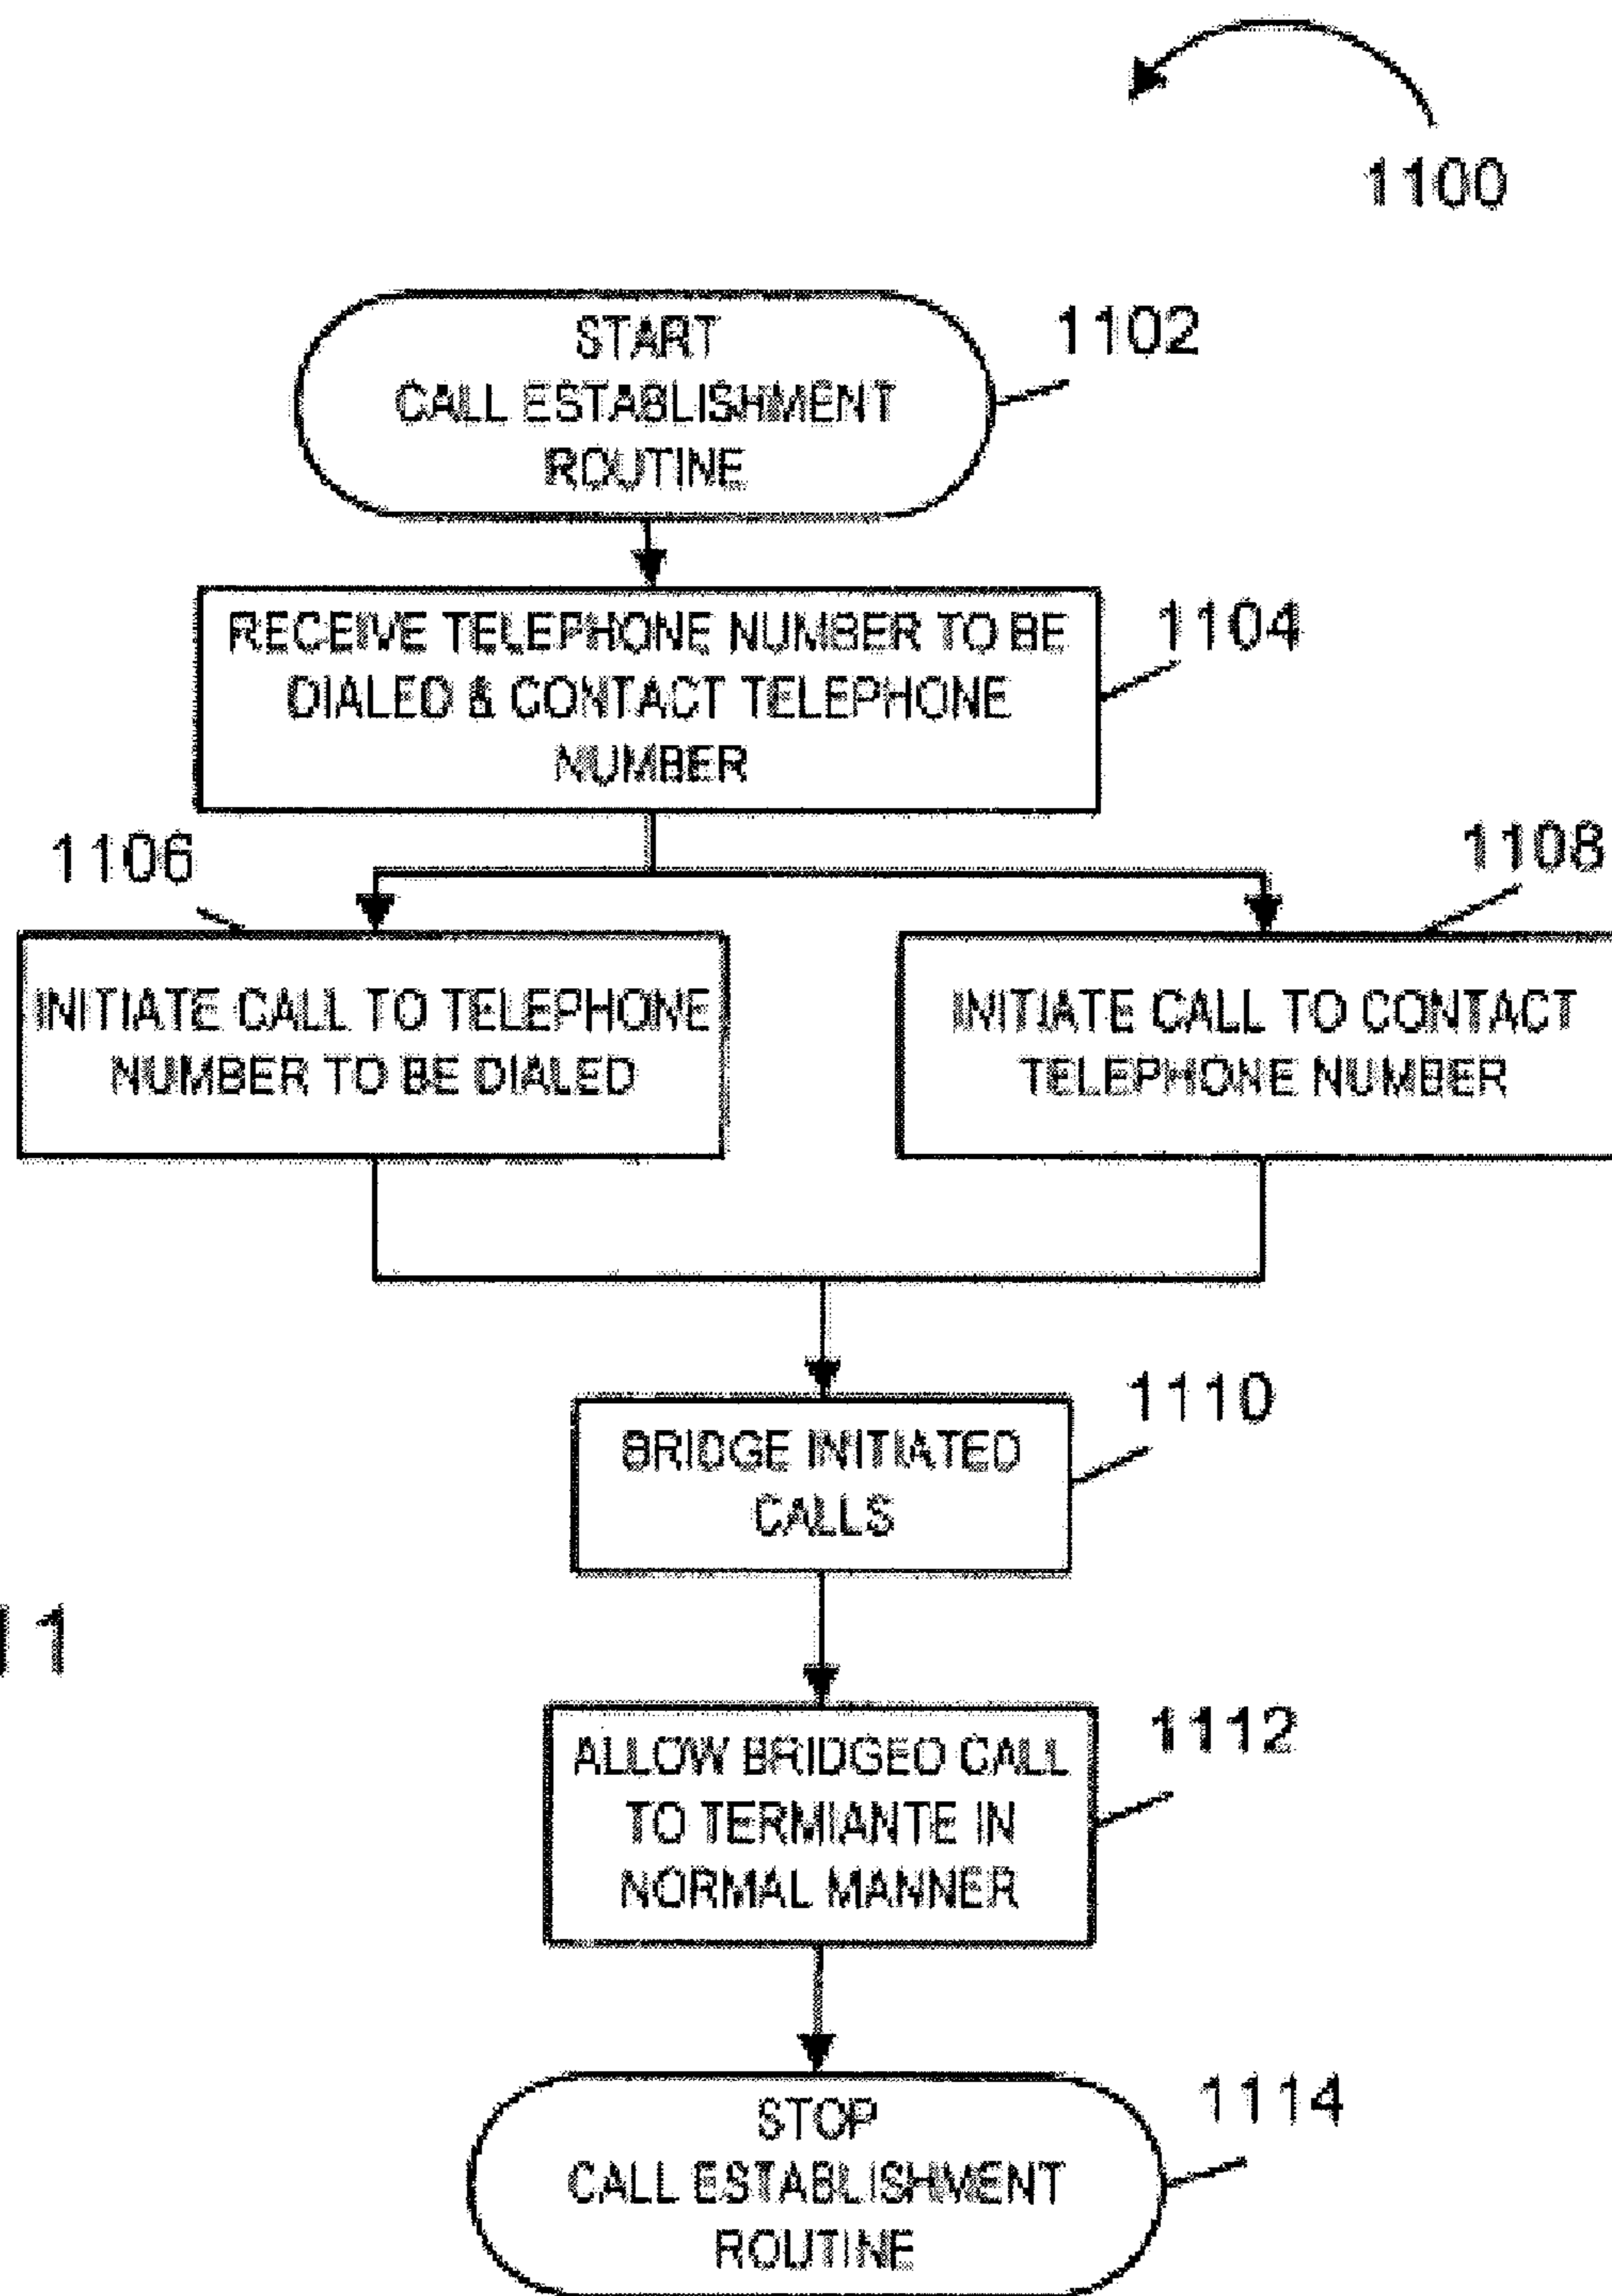 1100
START
CALL ESTABLISHMENT
ROUTINE
1102
RECEIVE TELEPHONE NUMBER TO BE
DIALED & CONTACT TELEPHONE
NUMBER
1104
1106
1108
INITIATE CALL TO TELEPHONE
NUMBER TO BE DIALED
INITIATE CALL TO CONTACT
TELEPHONE NUMBER
BRIDGE INITIATED
CALLS
1110
11
ALLOW BRIDGED CALL
TO TERMIANTE IN
NORMAL MANNER
1112
STOP
CALL ESTABLISHMENT
ROUTINE
1114